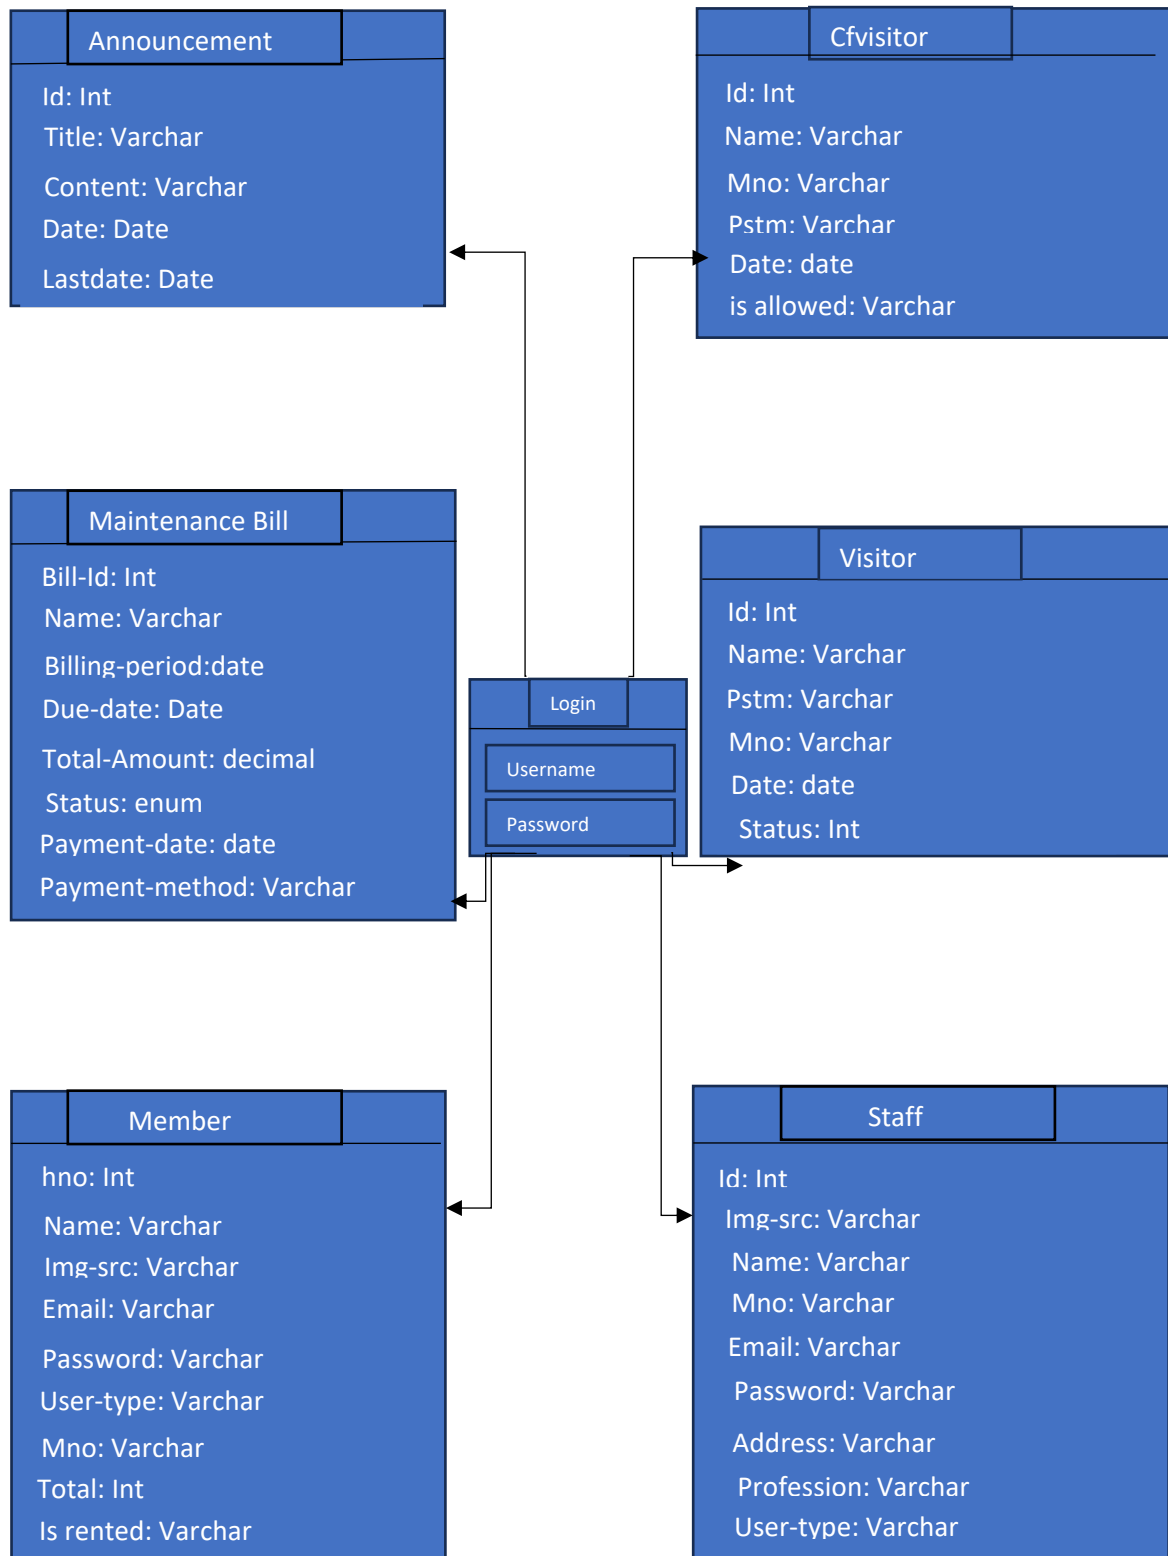 Announcement
Id: Int
Title: Varchar
Content: Varchar
Date: Date
Lastdate: Date
Cfvisitor
Id: Int
Name: Varchar
Mno: Varchar
Pstm: Varchar
Date: date
is allowed: Varchar
Maintenance Bill
Bill-Id: Int
Name: Varchar
Billing-period:date
Due-date: Date
Total-Amount: decimal
Status: enum
Payment-date: date
Payment-method: Varchar
Login
Username
Password
Visitor
Id: Int
Name: Varchar
Pstm: Varchar
Mno: Varchar
Date: date
Status: Int
Member
hno: Int
Name: Varchar
Img-src: Varchar
Email: Varchar
Password: Varchar
User-type: Varchar
Mno: Varchar
Total: Int
Is rented: Varchar
Staff
Id: Int
Img-src: Varchar
Name: Varchar
Mno: Varchar
Email: Varchar
Password: Varchar
Address: Varchar
Profession: Varchar
User-type: Varchar